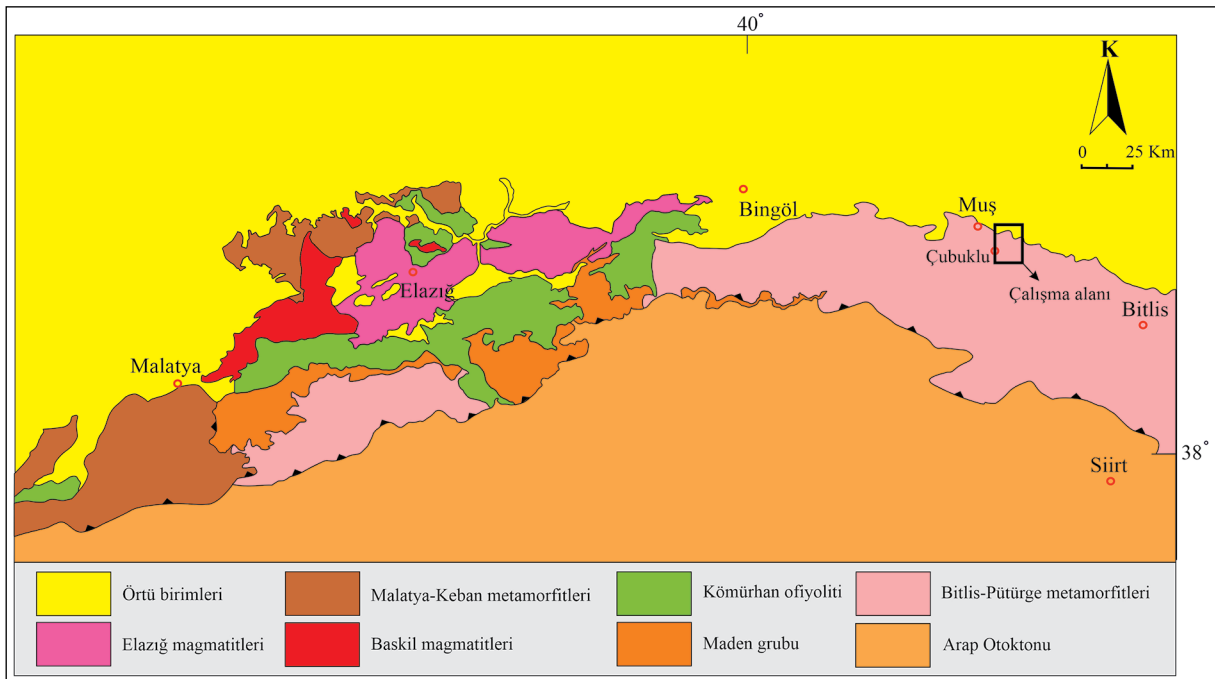 40°
K
0 25 Km
Bingöl
Muş
Çubuklu
Çalışma alanı
Elazığ
Bitlis
Malatya
38°
Siirt
Örtü birimleri
Malatya-Keban metamorfitleri
Kömürhan ofiyoliti
Bitlis-Pütürge metamorfitleri
Elazığ magmatitleri
Baskil magmatitleri
Maden grubu
Arap Otoktonu